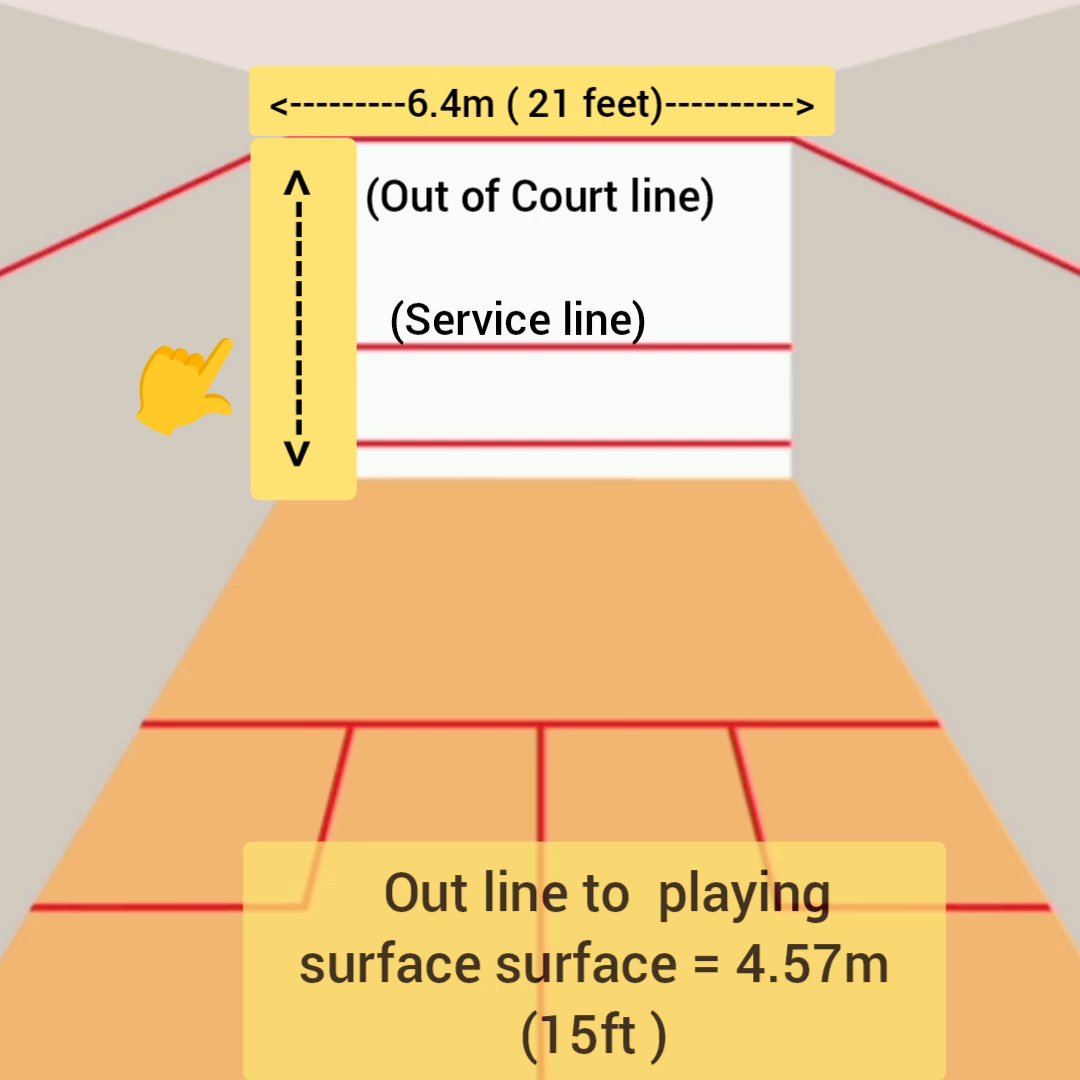 <---------6.4m ( 21 feet)---------->
(Out of Court line)
(Service line)
Out line to  playing
surface surface = 4.57m
(15ft )